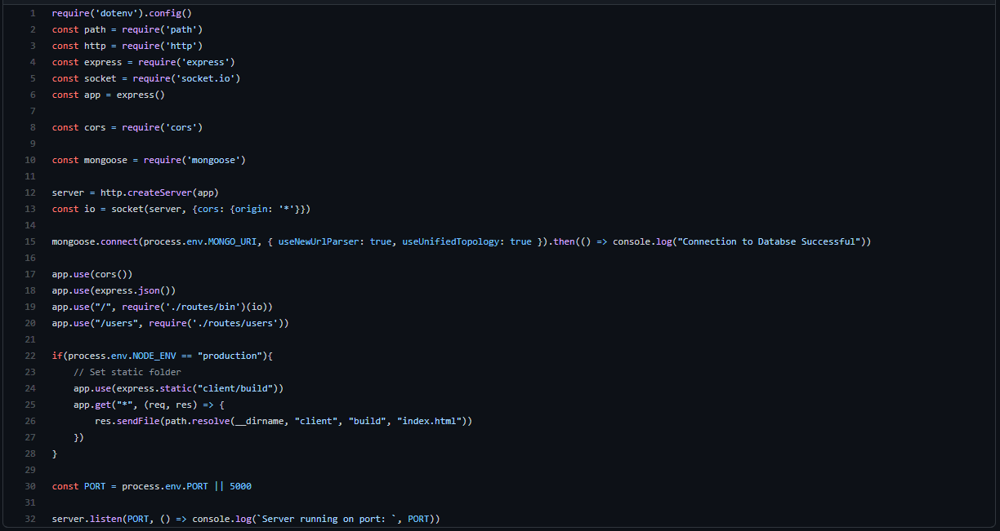 1 require('dotenv').config()
2 const path = require('path')
3 const http = require('http')
4 const express = require('express')
5 const socket = require('socket.io')
6 const app = express()
7
8 const cors = require('cors')
9
10 const mongoose = require('mongoose')
11
12 server = http.createServer(app)
13 const io = socket(server, {cors: {origin: '*'}})
14
15 mongoose.connect(process.env.MONGO_URI, { useNewUrlParser: true, useUnifiedTopology: true }).then(() => console.log("Connection to Databse Successful"))
16
17 app.use(cors())
18 app.use(express.json())
19 app.use("/", require('./routes/bin')(io))
20 app.use("/users", require('./routes/users'))
21
22 if(process.env.NODE_ENV == "production"){
23     // Set static folder
24     app.use(express.static("client/build"))
25     app.get("*", (req, res) => {
26         res.sendFile(path.resolve(__dirname, "client", "build", "index.html"))
27     })
28 }
29
30 const PORT = process.env.PORT || 5000
31
32 server.listen(PORT, () => console.log(`Server running on port: `, PORT))